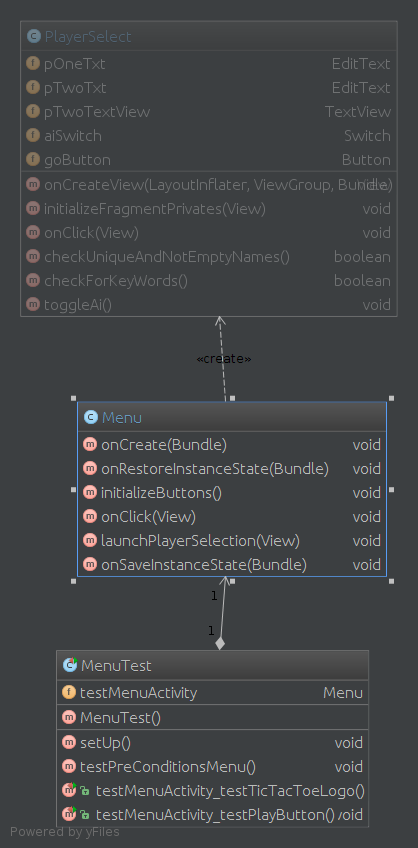 PlayerSelect
pOneTxt EditText
pTwoTxt EditText
pTwoTextView TextView
aiSwitch Switch
goButton Button
onCreateView(LayoutInflater, ViewGroup, Bundle)
initializeFragmentPrivates(View) void
onClick(View) void
checkUniqueAndNotEmptyNames() boolean
checkForKeyWords() boolean
toggleAi() void
«create»
Menu
onCreate(Bundle) void
onRestoreInstanceState(Bundle) void
initializeButtons() void
onClick(View) void
launchPlayerSelection(View) void
onSaveInstanceState(Bundle) void
1
1
MenuTest
testMenuActivity Menu
MenuTest()
setUp() void
testPreConditionsMenu() void
testMenuActivity_testTicTacToeLogo()
testMenuActivity_testPlayButton() void
Powered by yFiles